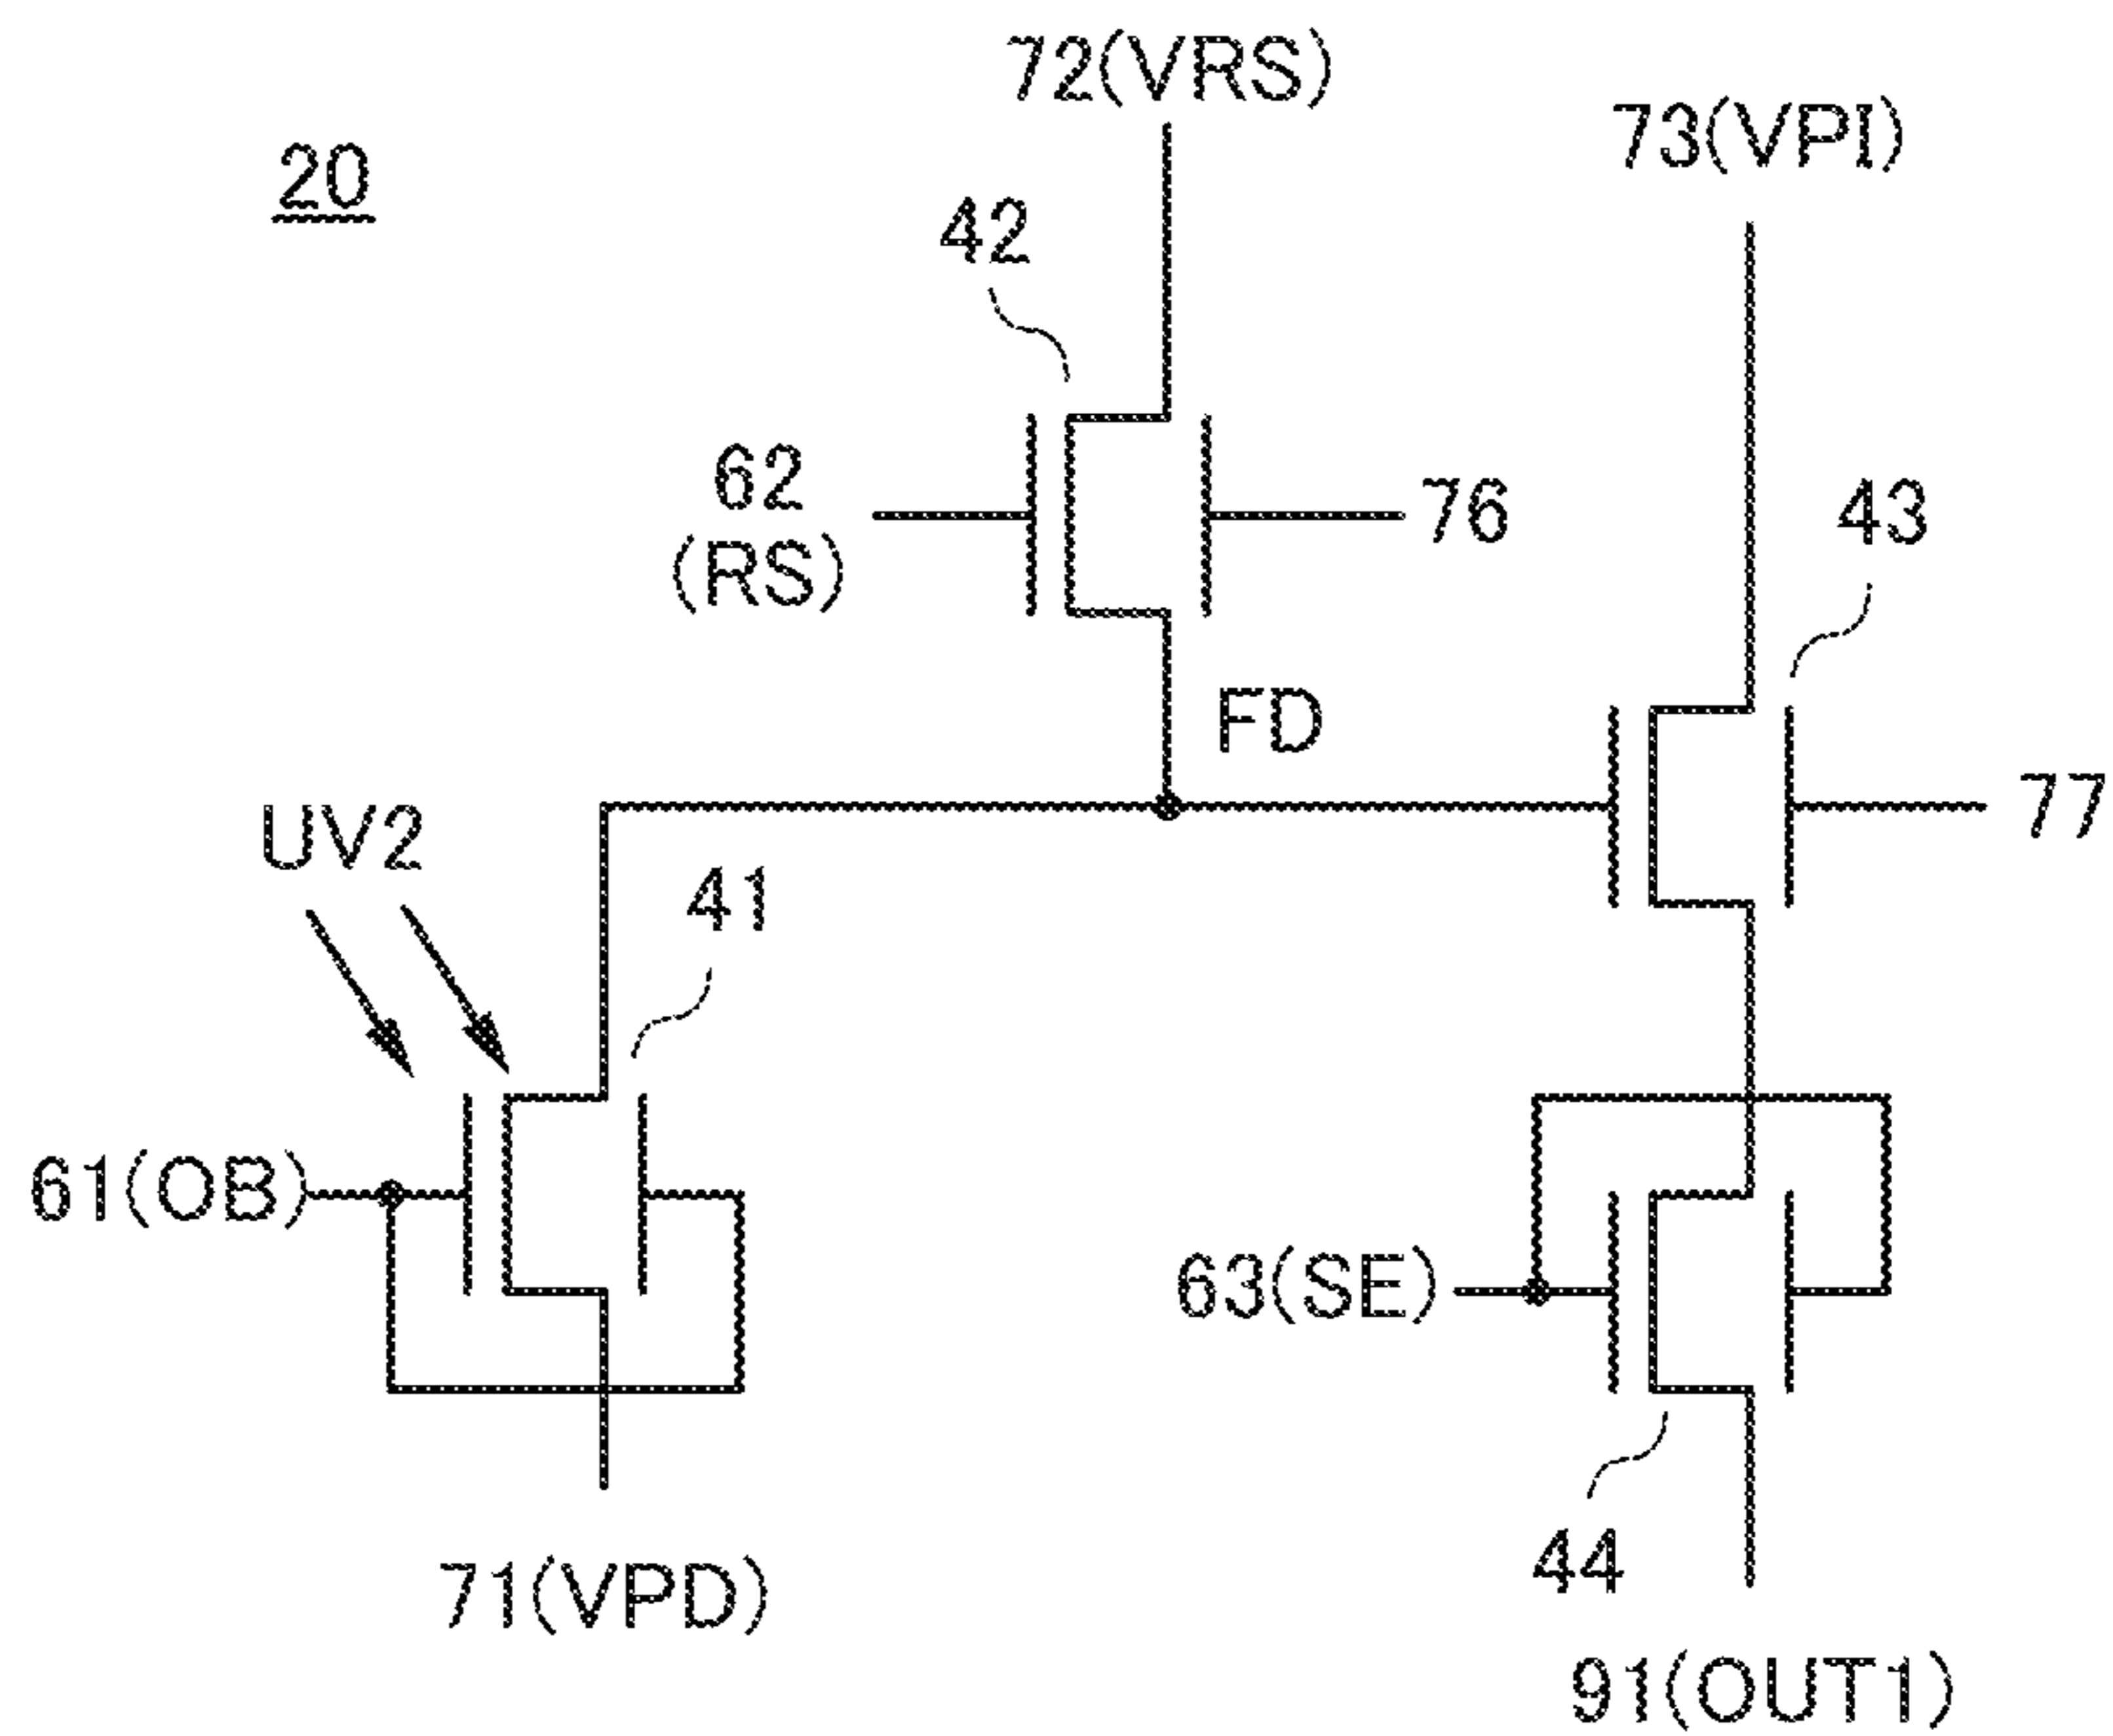 72(VRS)
73(VPI)
20
42
62
(RS)
76
43
FD
77
UV2
41
61(OB)
63(SE)
44
71(VPD)
91(OUT1)